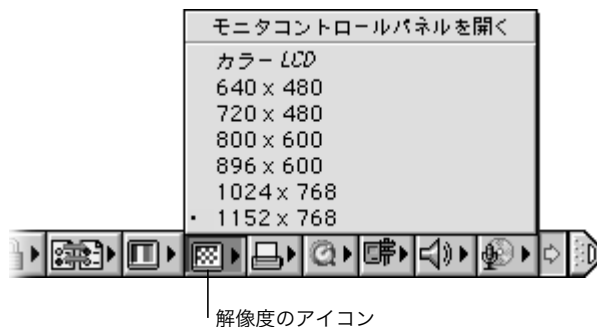 モニタコントロールパネルを開く
カラー LCD
640 x 480
720 x 480
800 x 600
896 x 600
1024 x 768
・ 1152 x 768
解像度のアイコン